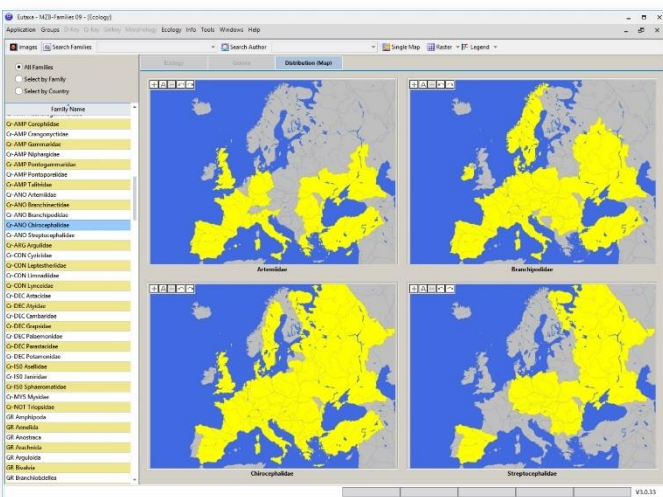 Eutaxa - MZB-Families 09 - [Ecology]
Application Groups D-Key Q-Key Gallery Morphology Ecology Info Tools Windows Help
Images Search Families Search Author Single Map Raster Legend
Ecology Distribution (Map)
All Families
Select by Family
Select by Country
Family Name
Cr-AMP Corophiidae
Cr-AMP Crangonyctidae
Cr-AMP Gammaridae
Cr-AMP Niphargidae
Cr-AMP Pontogammaridae
Cr-AMP Pontoporeiidae
Cr-AMP Talitridae
Cr-ANO Artemiidae
Cr-ANO Branchinectidae
Cr-ANO Branchipodidae
Cr-ANO Chirocephalidae
Cr-ANO Streptocephalidae
Cr-ARG Argulidae
Cr-CON Cyzicidae
Cr-CON Leptestheriidae
Cr-CON Limnadiidae
Cr-CON Lynceidae
Cr-DEC Astacidae
Cr-DEC Atyidae
Cr-DEC Cambaridae
Cr-DEC Grapsidae
Cr-DEC Palaemonidae
Cr-DEC Parastacidae
Cr-DEC Potamonidae
Cr-ISO Asellidae
Cr-ISO Janiridae
Cr-ISO Sphaeromatidae
Cr-MYS Mysidae
Cr-NOT Triopsidae
GR Amphipoda
GR Annelida
GR Anostraca
GR Arachnida
GR Arguloida
GR Bivalvia
GR Branchiobdellea
Artemiidae
Branchipodidae
Chirocephalidae
Streptocephalidae
V1.0.15